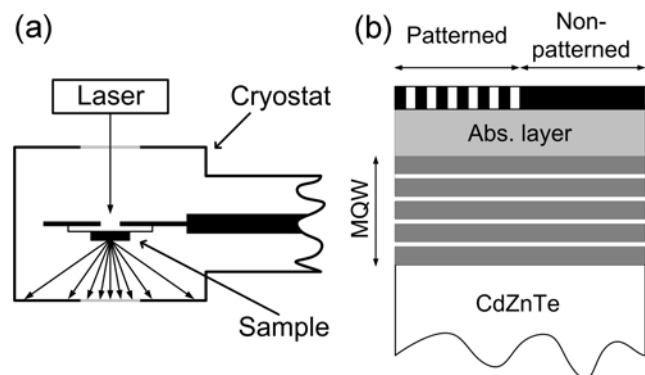 (a)
Laser
Cryostat
Sample
(b)
Patterned
Non-
patterned
Abs. layer
MQW
CdZnTe